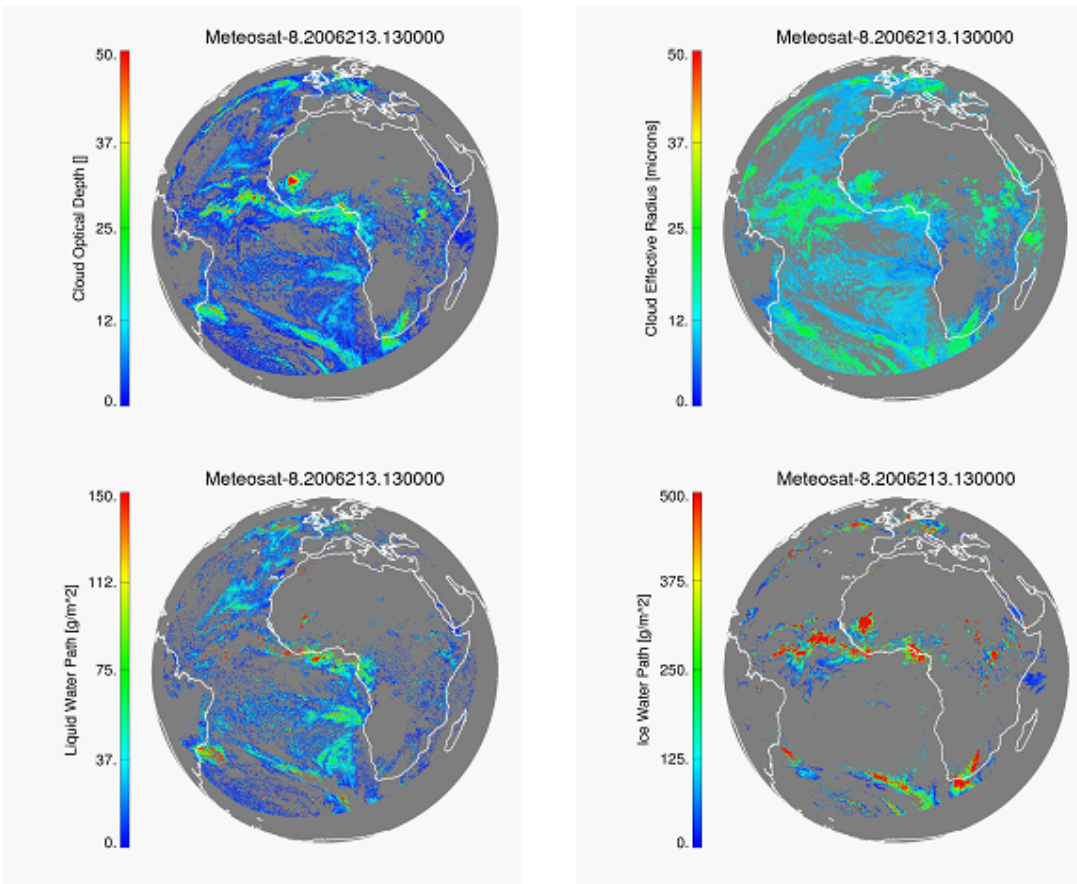 Meteosat-8.2006213.130000
50.
37.
25.
12.
0.
Cloud Optical Depth []
Meteosat-8.2006213.130000
50.
37.
25.
12.
0.
Cloud Effective Radius [microns]
Meteosat-8.2006213.130000
150.
112.
75.
37.
0.
Liquid Water Path [g/m^2]
Meteosat-8.2006213.130000
500.
375.
250.
125.
0.
Ice Water Path [g/m^2]